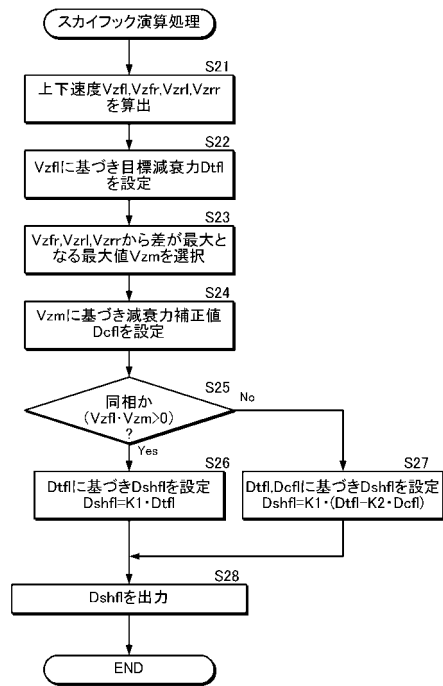 スカイフック演算処理
S21
上下速度Vzfl,Vzfr,Vzrl,Vzrr
を算出
S22
Vzflに基づき目標減衰力Dtfl
を設定
S23
Vzfr,Vzrl,Vzrrから差が最大と
なる最大値Vzmを選択
S24
Vzmに基づき減衰力補正値
Dcflを設定
S25
同相か
(Vzfl・Vzm>0)
?
No
Yes
S26
Dtflに基づきDshflを設定
Dshfl=K1・Dtfl
S27
Dtfl,Dcflに基づきDshflを設定
Dshfl=K1・(Dtfl-K2・Dcfl)
S28
Dshflを出力
END